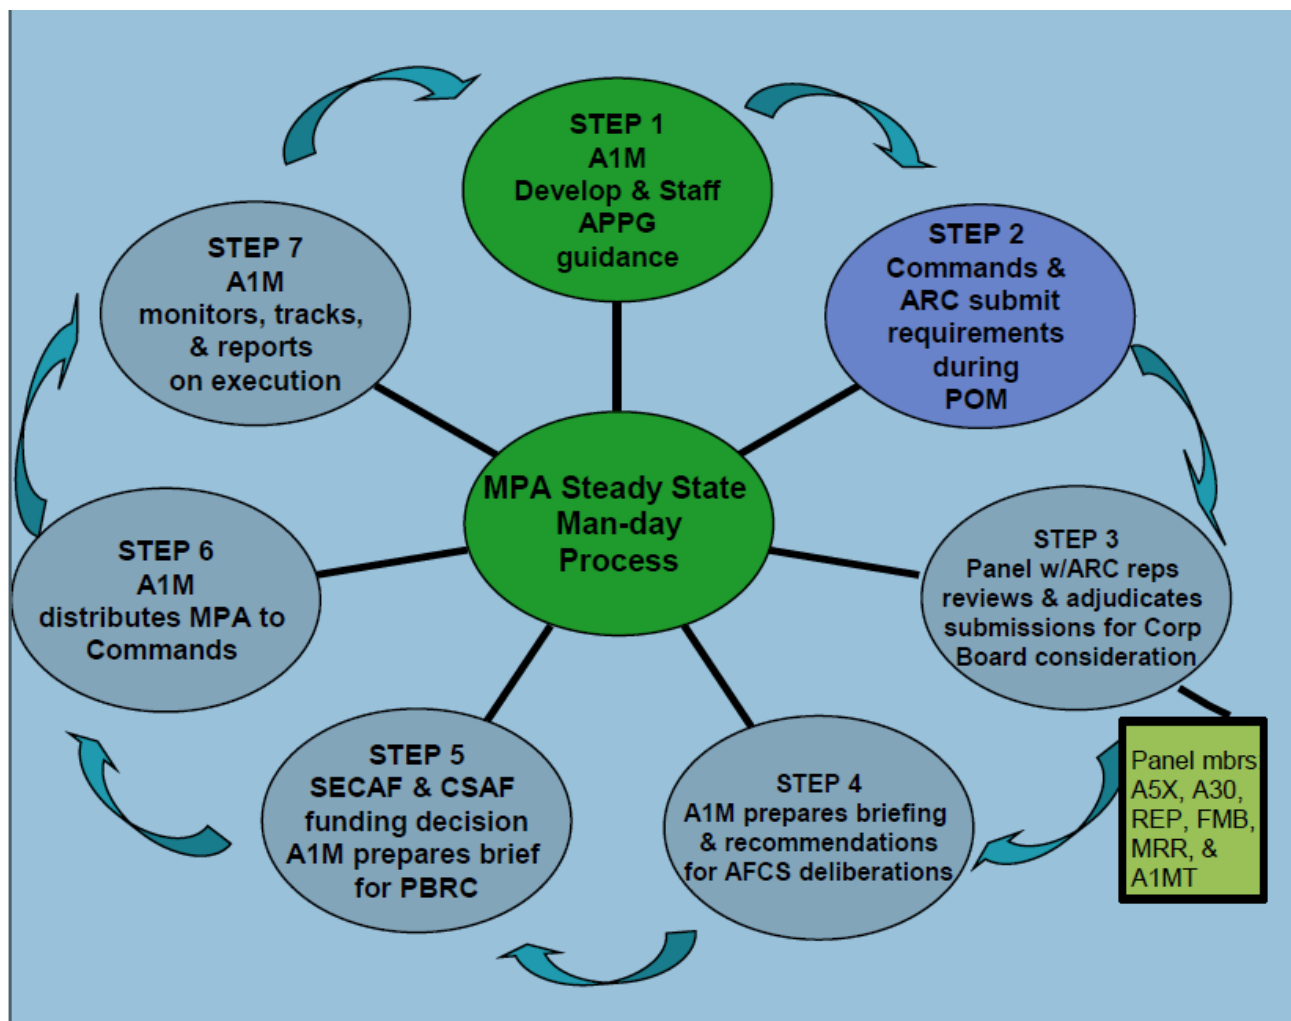 STEP 1
A1M
Develop & Staff
APPG
guidance
STEP 2
Commands &
ARC submit
requirements
during
POM
STEP 3
Panel w/ARC reps
reviews & adjudicates
submissions for Corp
Board consideration
Panel mbrs
A5X, A30,
REP, FMB,
MRR, &
A1MT
STEP 4
A1M prepares briefing
& recommendations
for AFCS deliberations
STEP 5
SECAF & CSAF
funding decision
A1M prepares brief
for PBRC
STEP 6
A1M
distributes MPA to
Commands
STEP 7
A1M
monitors, tracks,
& reports
on execution
MPA Steady State
Man-day
Process